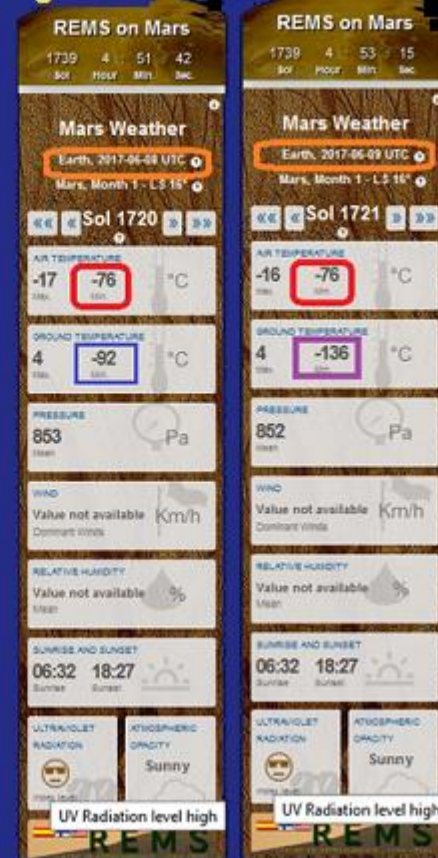 REMS on Mars
1739 4 51 42
Sol Hour Min. Sec.
Mars Weather
Earth, 2017-06-08 UTC
Mars, Month 1 - LS 16°
Sol 1720
AIR TEMPERATURE
-17 -76 °C
Max. Min.
GROUND TEMPERATURE
4 -92 °C
Max. Min.
PRESSURE
853 Pa
Mean
WIND
Value not available Km/h
Dominant Winds
RELATIVE HUMIDITY
Value not available %
Mean
SUNRISE AND SUNSET
06:32 18:27
Sunrise Sunset
ULTRAVIOLET RADIATION
ATMOSPHERIC OPACITY
Sunny
UV Radiation level high
REMS
REMS on Mars
1739 4 53 15
Sol Hour Min. Sec.
Mars Weather
Earth, 2017-06-09 UTC
Mars, Month 1 - LS 16°
Sol 1721
AIR TEMPERATURE
-16 -76 °C
Max. Min.
GROUND TEMPERATURE
4 -136 °C
Max. Min.
PRESSURE
852 Pa
Mean
WIND
Value not available Km/h
Dominant Winds
RELATIVE HUMIDITY
Value not available %
Mean
SUNRISE AND SUNSET
06:32 18:27
Sunrise Sunset
ULTRAVIOLET RADIATION
ATMOSPHERIC OPACITY
Sunny
UV Radiation level high
REMS